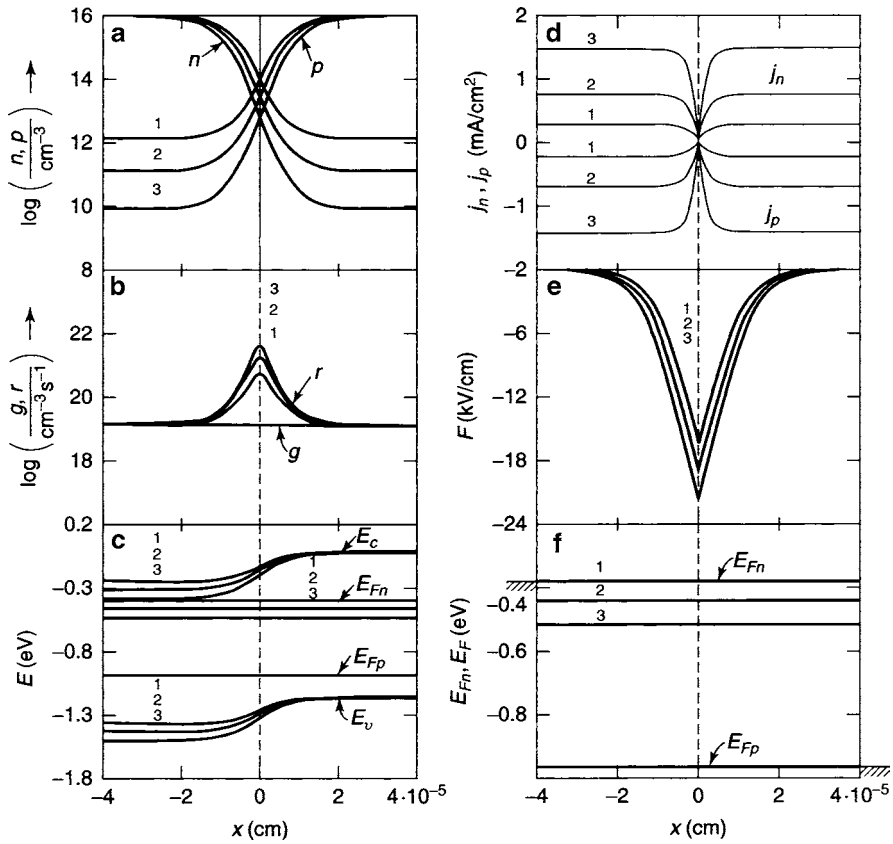 a
16
14
12
10
8
log ( n, p / cm⁻³ ) →
n
p
1
2
3
b
22
20
18
log ( g, r / cm⁻³s⁻¹ ) →
3
2
1
r
g
c
0.2
−0.3
−0.8
−1.3
−1.8
E (eV)
1
2
3
1
2
3
E_c
E_Fn
E_Fp
1
2
3
E_υ
−4
−2
0
2
4·10⁻⁵
x (cm)
d
2
1
0
−1
j_n, j_p (mA/cm²)
3
2
1
1
2
3
j_n
j_p
e
−2
−6
−12
−18
−24
F (kV/cm)
1
2
3
f
−0.4
−0.6
−0.8
E_Fn, E_F (eV)
1
2
3
E_Fn
E_Fp
−4
−2
0
2
4·10⁻⁵
x (cm)